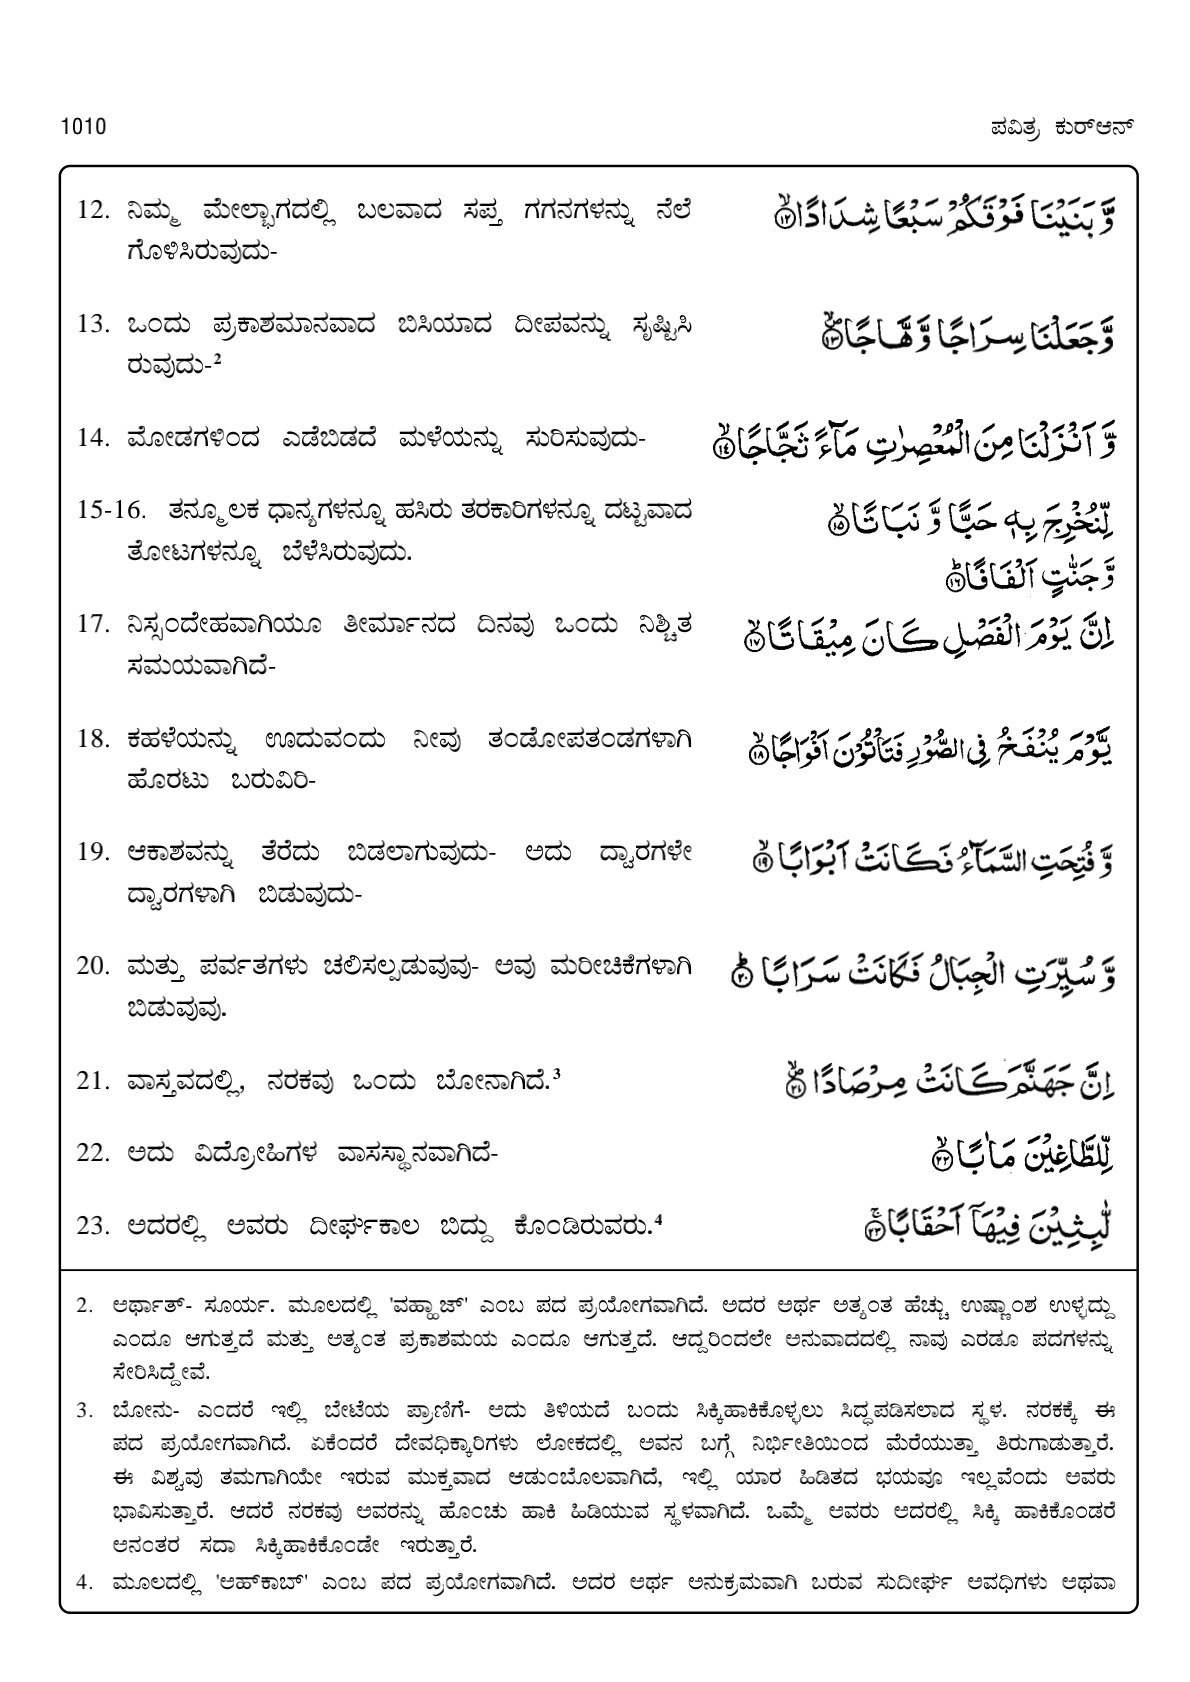 1010 ಪವಿತ್ರ ಕುರ್‌ಆನ್
12. ನಿಮ್ಮ ಮೇಲ್ಭಾಗದಲ್ಲಿ ಬಲವಾದ ಸಪ್ತ ಗಗನಗಳನ್ನು ನೆಲೆ
ಗೊಳಿಸಿರುವುದು-
وَّبَنَيْنَا فَوْقَكُمْ سَبْعًا شِدَادًا ﴿١٢﴾
13. ಒಂದು ಪ್ರಕಾಶಮಾನವಾದ ಬಿಸಿಯಾದ ದೀಪವನ್ನು ಸೃಷ್ಟಿಸಿ
ರುವುದು-²
وَّجَعَلْنَا سِرَاجًا وَّهَّاجًا ﴿١٣﴾
14. ಮೋಡಗಳಿಂದ ಎಡೆಬಿಡದೆ ಮಳೆಯನ್ನು ಸುರಿಸುವುದು-
وَّاَنْزَلْنَا مِنَ الْمُعْصِرٰتِ مَآءً ثَجَّاجًا ﴿١٤﴾
15-16. ತನ್ಮೂಲಕ ಧಾನ್ಯಗಳನ್ನೂ ಹಸಿರು ತರಕಾರಿಗಳನ್ನೂ ದಟ್ಟವಾದ
ತೋಟಗಳನ್ನೂ ಬೆಳೆಸಿರುವುದು.
لِّنُخْرِجَ بِهٖ حَبًّا وَّنَبَاتًا ﴿١٥﴾
وَّجَنّٰتٍ اَلْفَافًا ﴿١٦﴾
17. ನಿಸ್ಸಂದೇಹವಾಗಿಯೂ ತೀರ್ಮಾನದ ದಿನವು ಒಂದು ನಿಶ್ಚಿತ
ಸಮಯವಾಗಿದೆ-
اِنَّ يَوْمَ الْفَصْلِ كَانَ مِيْقَاتًا ﴿١٧﴾
18. ಕಹಳೆಯನ್ನು ಊದುವಂದು ನೀವು ತಂಡೋಪತಂಡಗಳಾಗಿ
ಹೊರಟು ಬರುವಿರಿ-
يَّوْمَ يُنْفَخُ فِى الصُّوْرِ فَتَاْتُوْنَ اَفْوَاجًا ﴿١٨﴾
19. ಆಕಾಶವನ್ನು ತೆರೆದು ಬಿಡಲಾಗುವುದು- ಅದು ದ್ವಾರಗಳೇ
ದ್ವಾರಗಳಾಗಿ ಬಿಡುವುದು-
وَّفُتِحَتِ السَّمَآءُ فَكَانَتْ اَبْوَابًا ﴿١٩﴾
20. ಮತ್ತು ಪರ್ವತಗಳು ಚಲಿಸಲ್ಪಡುವುವು- ಅವು ಮರೀಚಿಕೆಗಳಾಗಿ
ಬಿಡುವುವು.
وَّسُيِّرَتِ الْجِبَالُ فَكَانَتْ سَرَابًا ﴿٢٠﴾
21. ವಾಸ್ತವದಲ್ಲಿ, ನರಕವು ಒಂದು ಬೋನಾಗಿದೆ.³
اِنَّ جَهَنَّمَ كَانَتْ مِرْصَادًا ﴿٢١﴾
22. ಅದು ವಿದ್ರೋಹಿಗಳ ವಾಸಸ್ಥಾನವಾಗಿದೆ-
لِّلطَّاغِيْنَ مَاٰبًا ﴿٢٢﴾
23. ಅದರಲ್ಲಿ ಅವರು ದೀರ್ಘಕಾಲ ಬಿದ್ದು ಕೊಂಡಿರುವರು.⁴
لّٰبِثِيْنَ فِيْهَآ اَحْقَابًا ﴿٢٣﴾
2. ಅರ್ಥಾತ್- ಸೂರ್ಯ. ಮೂಲದಲ್ಲಿ 'ವಹ್ಹಾಜ್' ಎಂಬ ಪದ ಪ್ರಯೋಗವಾಗಿದೆ. ಅದರ ಅರ್ಥ ಅತ್ಯಂತ ಹೆಚ್ಚು ಉಷ್ಣಾಂಶ ಉಳ್ಳದ್ದು
ಎಂದೂ ಆಗುತ್ತದೆ ಮತ್ತು ಅತ್ಯಂತ ಪ್ರಕಾಶಮಯ ಎಂದೂ ಆಗುತ್ತದೆ. ಆದ್ದರಿಂದಲೇ ಅನುವಾದದಲ್ಲಿ ನಾವು ಎರಡೂ ಪದಗಳನ್ನು
ಸೇರಿಸಿದ್ದೇವೆ.
3. ಬೋನು- ಎಂದರೆ ಇಲ್ಲಿ ಬೇಟೆಯ ಪ್ರಾಣಿಗೆ- ಅದು ತಿಳಿಯದೆ ಬಂದು ಸಿಕ್ಕಿಹಾಕಿಕೊಳ್ಳಲು ಸಿದ್ಧಪಡಿಸಲಾದ ಸ್ಥಳ. ನರಕಕ್ಕೆ ಈ
ಪದ ಪ್ರಯೋಗವಾಗಿದೆ. ಏಕೆಂದರೆ ದೇವಧಿಕ್ಕಾರಿಗಳು ಲೋಕದಲ್ಲಿ ಅವನ ಬಗ್ಗೆ ನಿರ್ಭೀತಿಯಿಂದ ಮೆರೆಯುತ್ತಾ ತಿರುಗಾಡುತ್ತಾರೆ.
ಈ ವಿಶ್ವವು ತಮಗಾಗಿಯೇ ಇರುವ ಮುಕ್ತವಾದ ಆಡುಂಬೊಲವಾಗಿದೆ, ಇಲ್ಲಿ ಯಾರ ಹಿಡಿತದ ಭಯವೂ ಇಲ್ಲವೆಂದು ಅವರು
ಭಾವಿಸುತ್ತಾರೆ. ಆದರೆ ನರಕವು ಅವರನ್ನು ಹೊಂಚು ಹಾಕಿ ಹಿಡಿಯುವ ಸ್ಥಳವಾಗಿದೆ. ಒಮ್ಮೆ ಅವರು ಅದರಲ್ಲಿ ಸಿಕ್ಕಿ ಹಾಕಿಕೊಂಡರೆ
ಆನಂತರ ಸದಾ ಸಿಕ್ಕಿಹಾಕಿಕೊಂಡೇ ಇರುತ್ತಾರೆ.
4. ಮೂಲದಲ್ಲಿ 'ಅಹ್‌ಕಾಬ್' ಎಂಬ ಪದ ಪ್ರಯೋಗವಾಗಿದೆ. ಅದರ ಅರ್ಥ ಅನುಕ್ರಮವಾಗಿ ಬರುವ ಸುದೀರ್ಘ ಅವಧಿಗಳು ಅಥವಾ